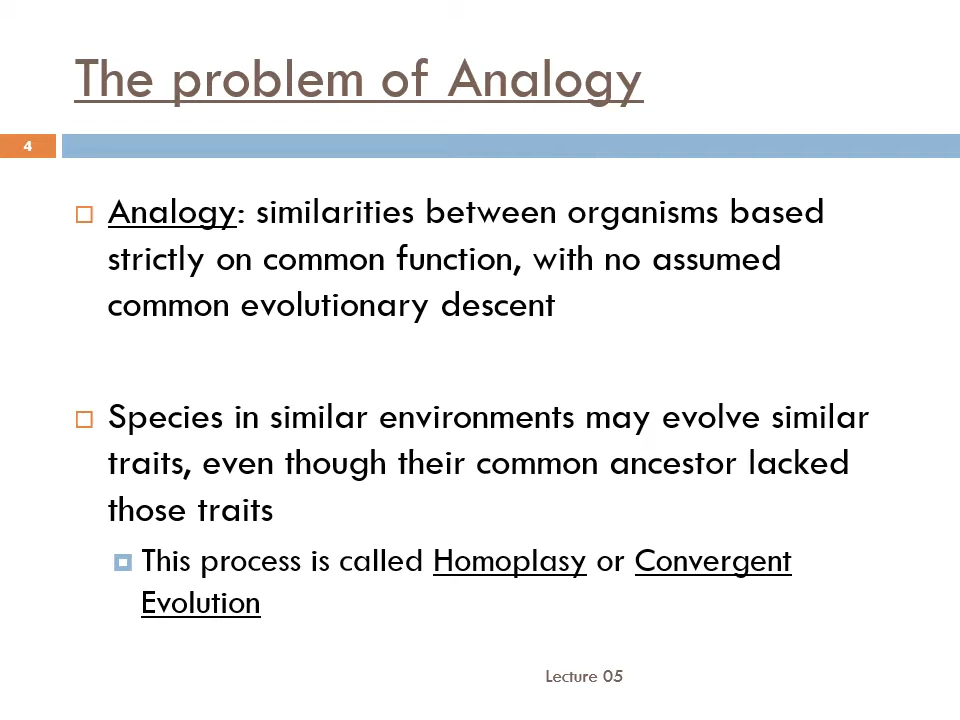 The problem of Analogy
4
Analogy: similarities between organisms based
strictly on common function, with no assumed
common evolutionary descent
Species in similar environments may evolve similar
traits, even though their common ancestor lacked
those traits
This process is called Homoplasy or Convergent
Evolution
Lecture 05